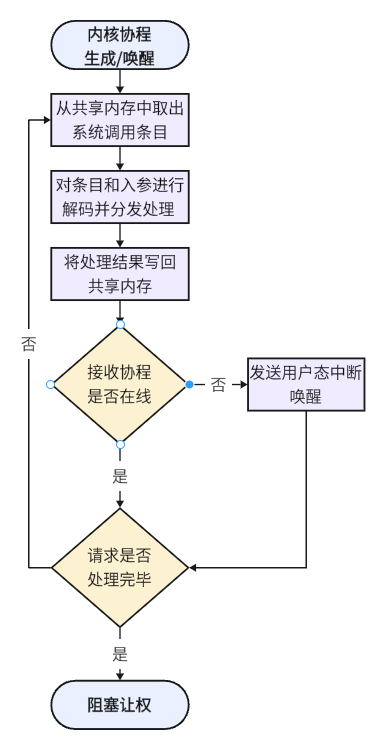 内核协程
生成/唤醒
从共享内存中取出
系统调用条目
对条目和入参进行
解码并分发处理
将处理结果写回
共享内存
接收协程
是否在线
否
发送用户态中断
唤醒
是
否
请求是否
处理完毕
是
阻塞让权